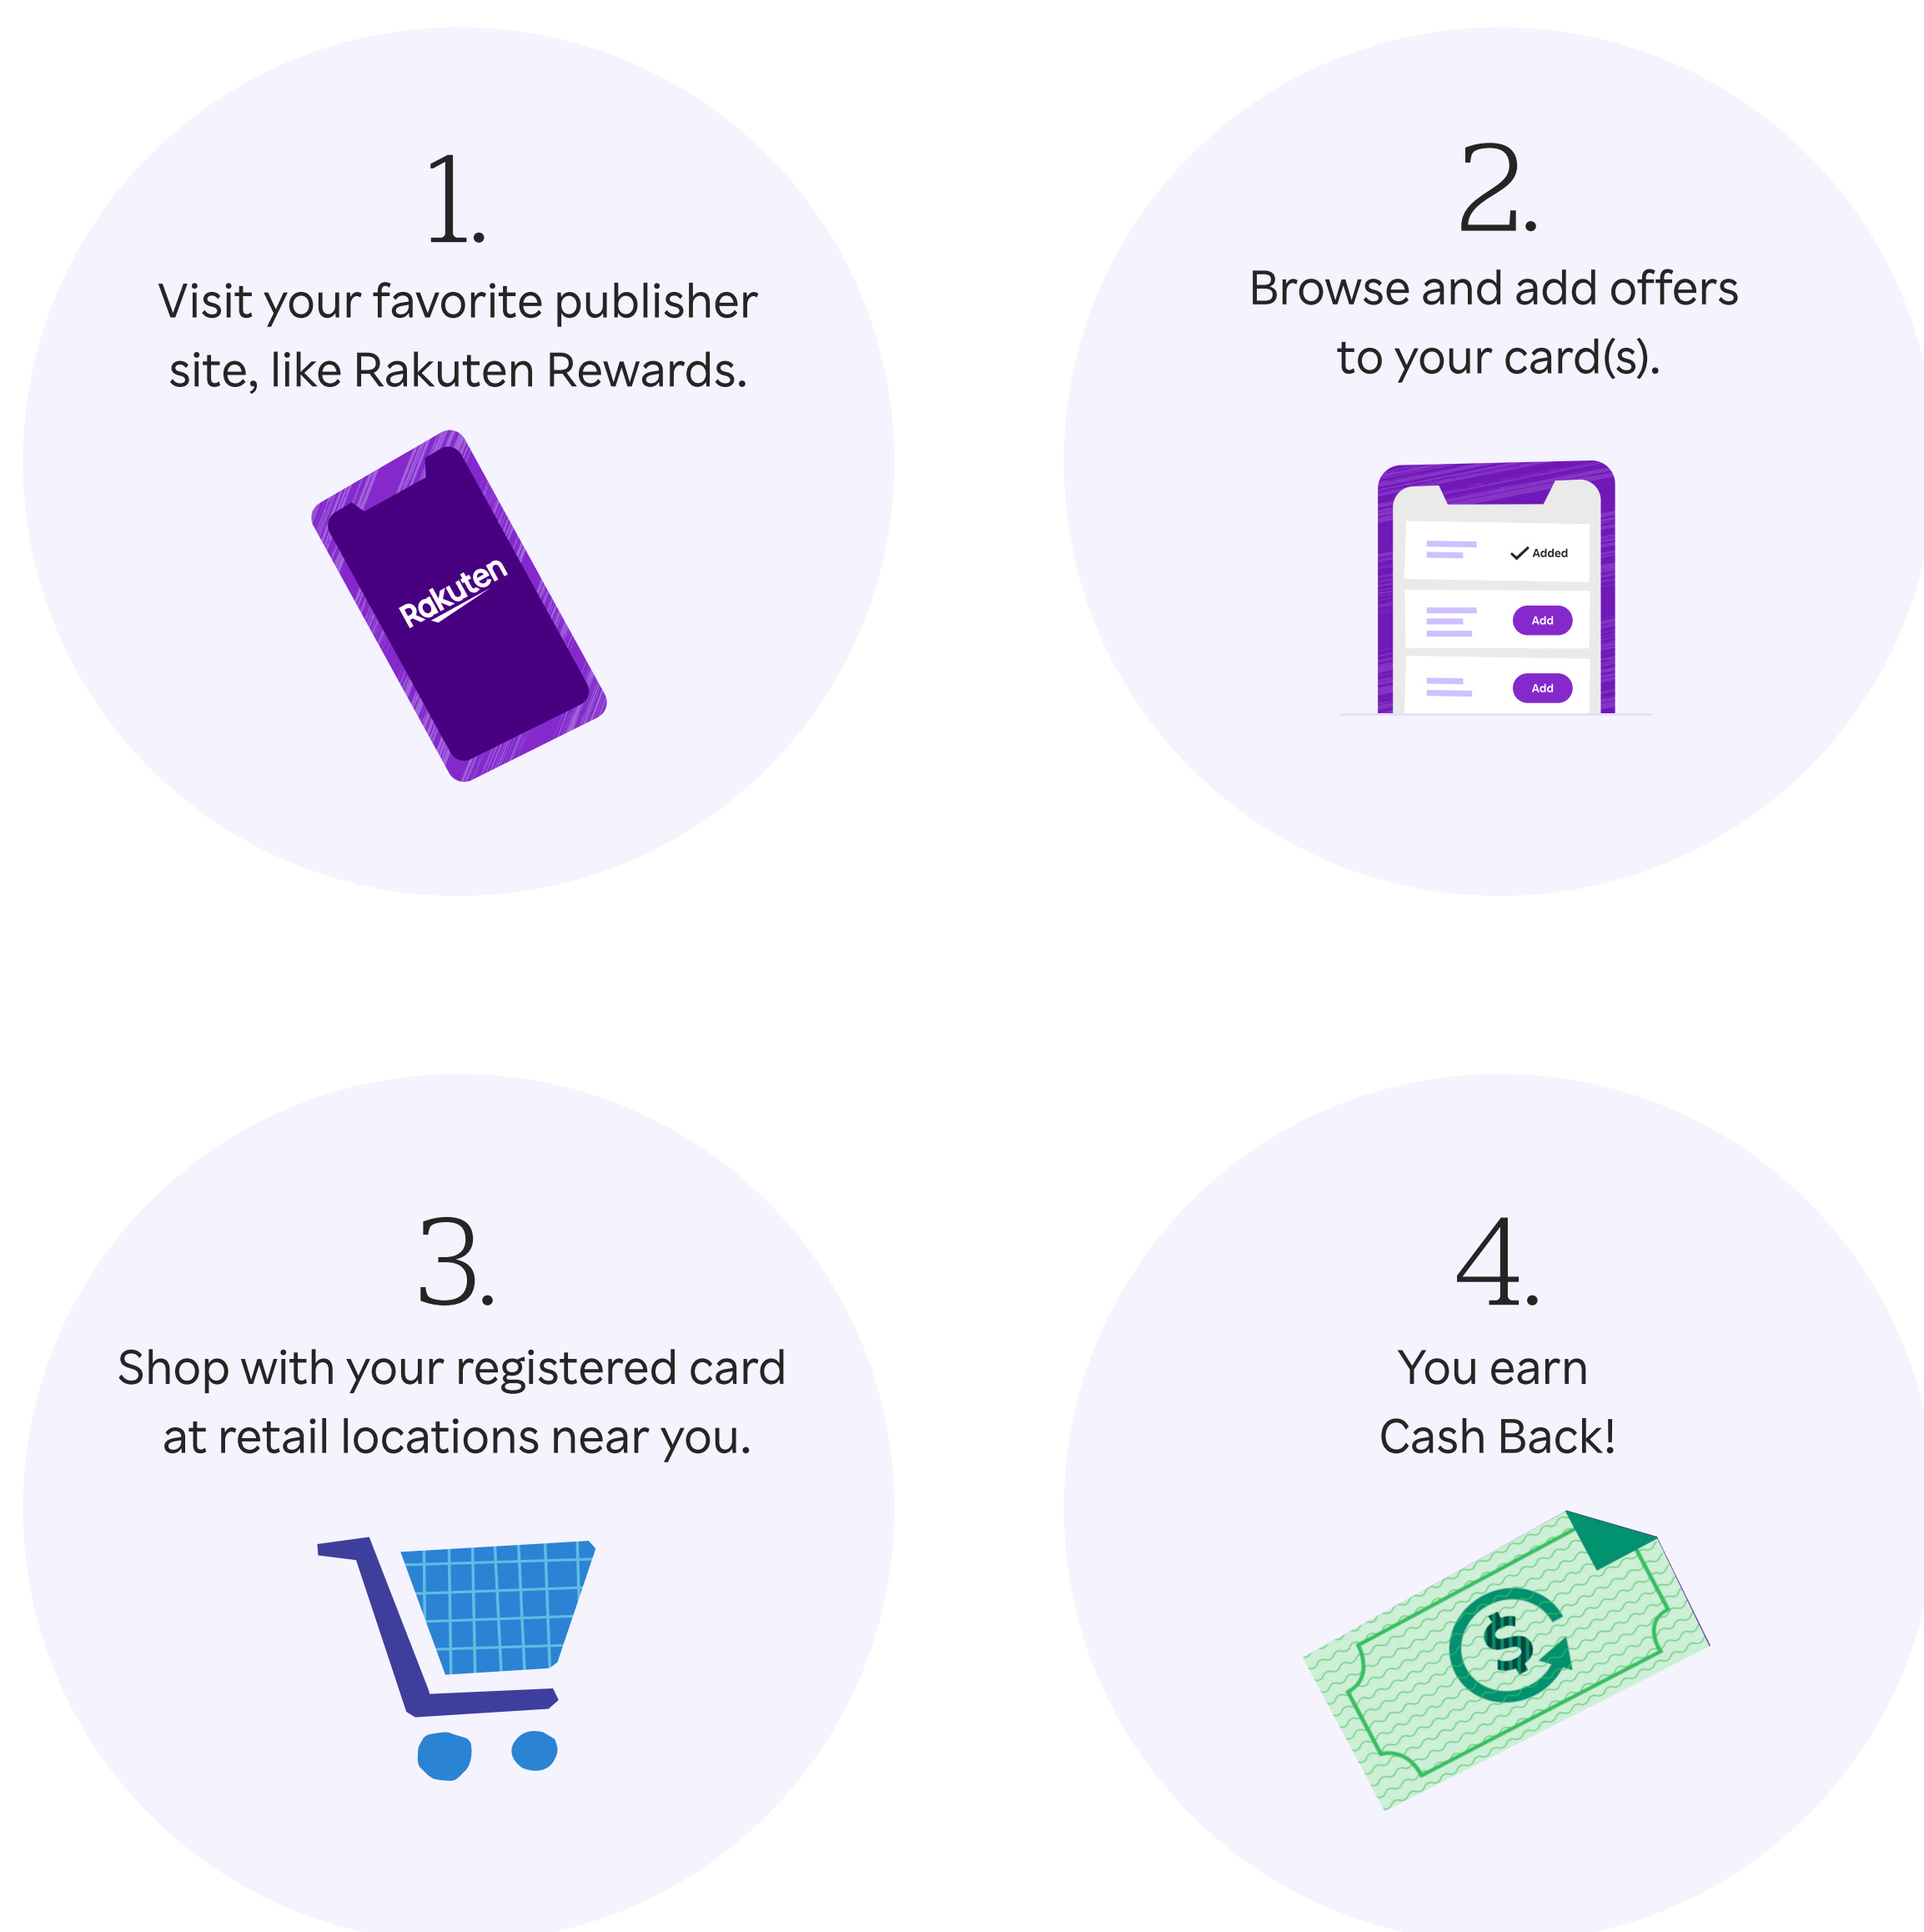 1.
Visit your favorite publisher
site, like Rakuten Rewards.
Rakuten
2.
Browse and add offers
to your card(s).
Added
Add
Add
3.
Shop with your registered card
at retail locations near you.
4.
You earn
Cash Back!
$